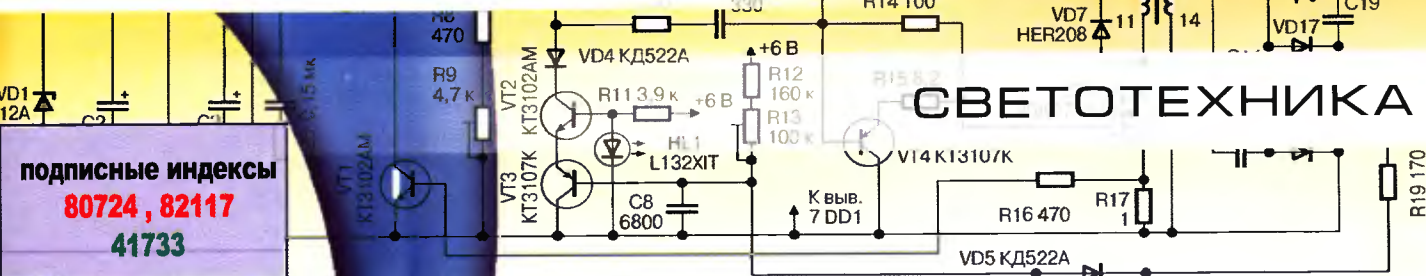 330
R14 100
VD7
HER208
11
14
C19
VD17
470
VD4 КД522А
+6 В
R9
4,7 к
VT2
КТ3102АМ
R11 3,9 к
+6 В
R12
160 к
R13
100 к
R15 8,2
СВЕТОТЕХНИКА
VD1
12А
HL1
L132XIT
VT1
КТ3102АМ
VT3
КТ3107К
VT4 КТ3107К
подписные индексы
80724 , 82117
41733
C8
6800
К выв.
7 DD1
R16 470
R17
1
R19 170
VD5 КД522А